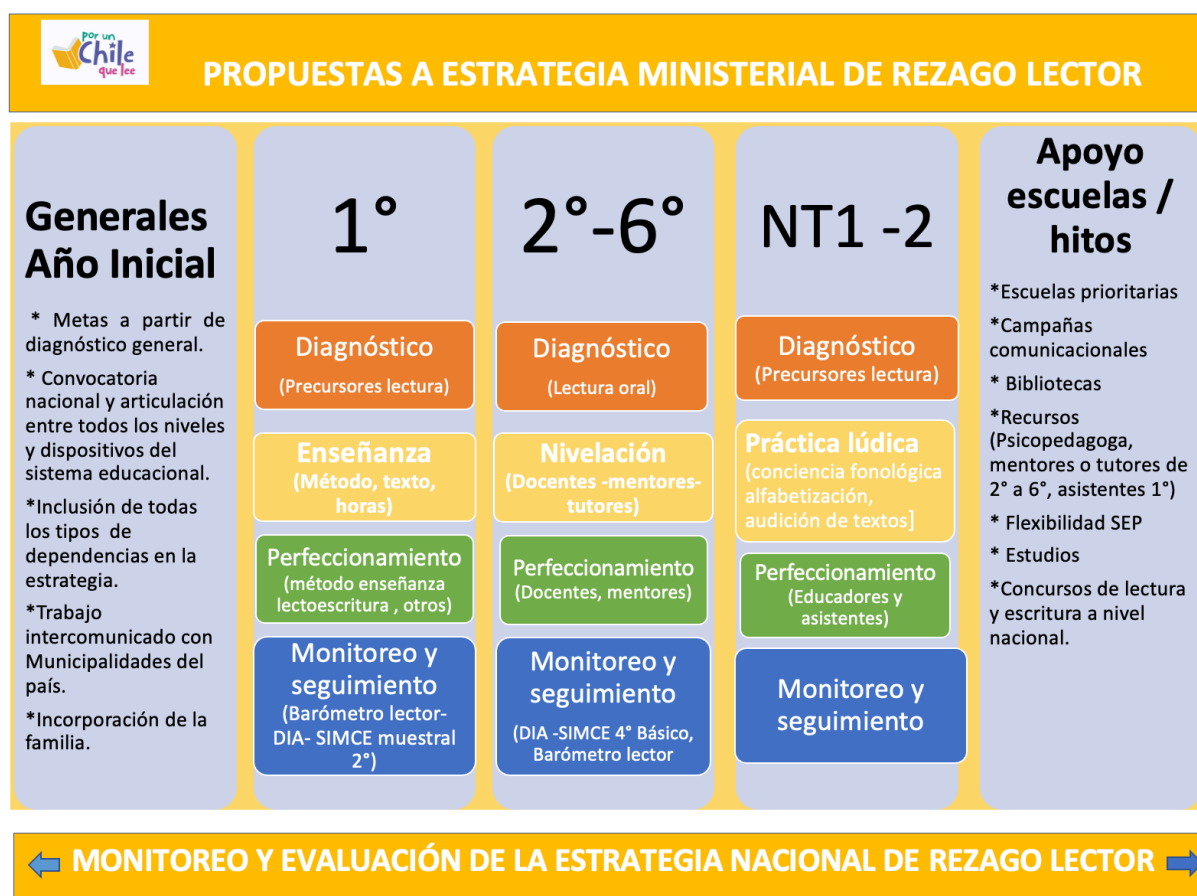 por un
Chile
que lee
PROPUESTAS A ESTRATEGIA MINISTERIAL DE REZAGO LECTOR
Generales
Año Inicial
* Metas a partir de
diagnóstico general.
* Convocatoria
nacional y articulación
entre todos los niveles
y dispositivos del
sistema educacional.
*Inclusión de todas
los tipos de
dependencias en la
estrategia.
*Trabajo
intercomunicado con
Municipalidades del
país.
*Incorporación de la
familia.
1°
Diagnóstico
(Precursores lectura)
Enseñanza
(Método, texto,
horas)
Perfeccionamiento
(método enseñanza
lectoescritura , otros)
Monitoreo y
seguimiento
(Barómetro lector-
DIA- SIMCE muestral
2°)
2°-6°
Diagnóstico
(Lectura oral)
Nivelación
(Docentes -mentores-
tutores)
Perfeccionamiento
(Docentes, mentores)
Monitoreo y
seguimiento
(DIA -SIMCE 4° Básico,
Barómetro lector
NT1 -2
Diagnóstico
(Precursores lectura)
Práctica lúdica
(conciencia fonológica
alfabetización,
audición de textos]
Perfeccionamiento
(Educadores y
asistentes)
Monitoreo y
seguimiento
Apoyo
escuelas /
hitos
*Escuelas prioritarias
*Campañas
comunicacionales
* Bibliotecas
*Recursos
(Psicopedagoga,
mentores o tutores de
2° a 6°, asistentes 1°)
* Flexibilidad SEP
* Estudios
*Concursos de lectura
y escritura a nivel
nacional.
MONITOREO Y EVALUACIÓN DE LA ESTRATEGIA NACIONAL DE REZAGO LECTOR